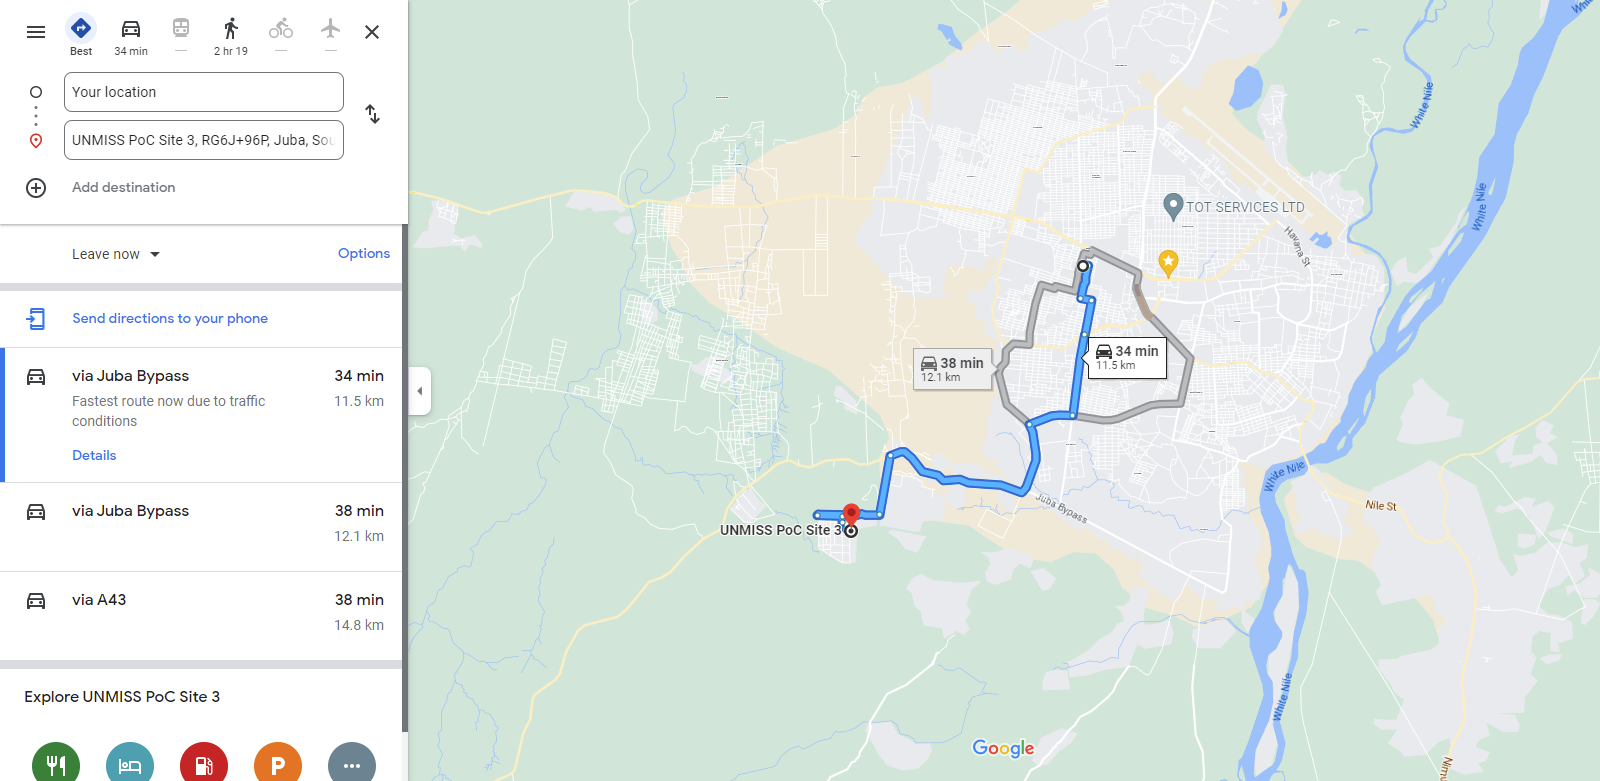 Best
34 min
—
2 hr 19
—
—
Your location
UNMISS PoC Site 3, RG6J+96P, Juba, Sou
Add destination
Leave now
Options
Send directions to your phone
via Juba Bypass
34 min
Fastest route now due to traffic
conditions
11.5 km
Details
via Juba Bypass
38 min
12.1 km
via A43
38 min
14.8 km
Explore UNMISS PoC Site 3
P
White Nile
White Nile
TOT SERVICES LTD
Havana St
38 min
12.1 km
34 min
11.5 km
White Nile
Juba Bypass
Nile St
UNMISS PoC Site 3
White Nile
Google